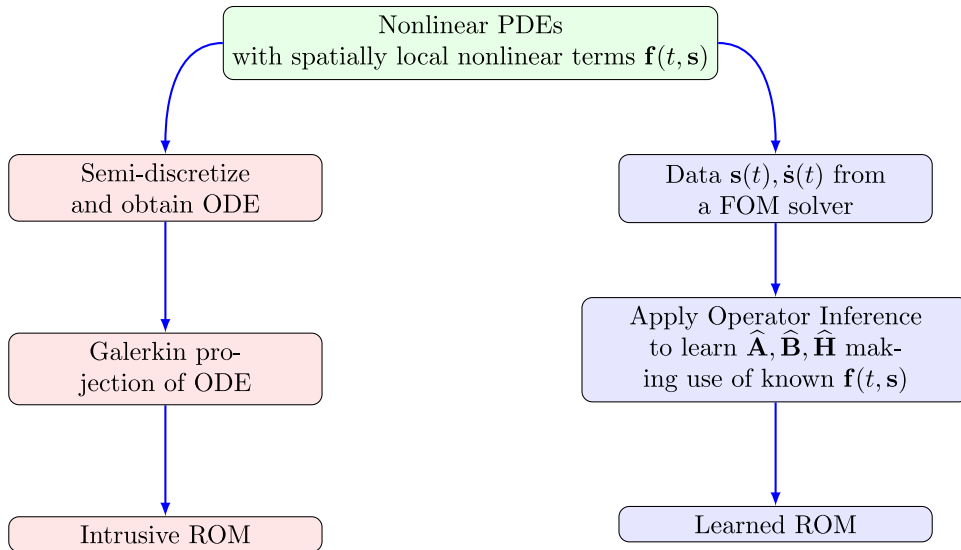 Nonlinear PDEs
with spatially local nonlinear terms f(t, s)
Semi-discretize
and obtain ODE
Data s(t), ṡ(t) from
a FOM solver
Galerkin pro-
jection of ODE
Apply Operator Inference
to learn Â, B̂, Ĥ mak-
ing use of known f(t, s)
Intrusive ROM
Learned ROM